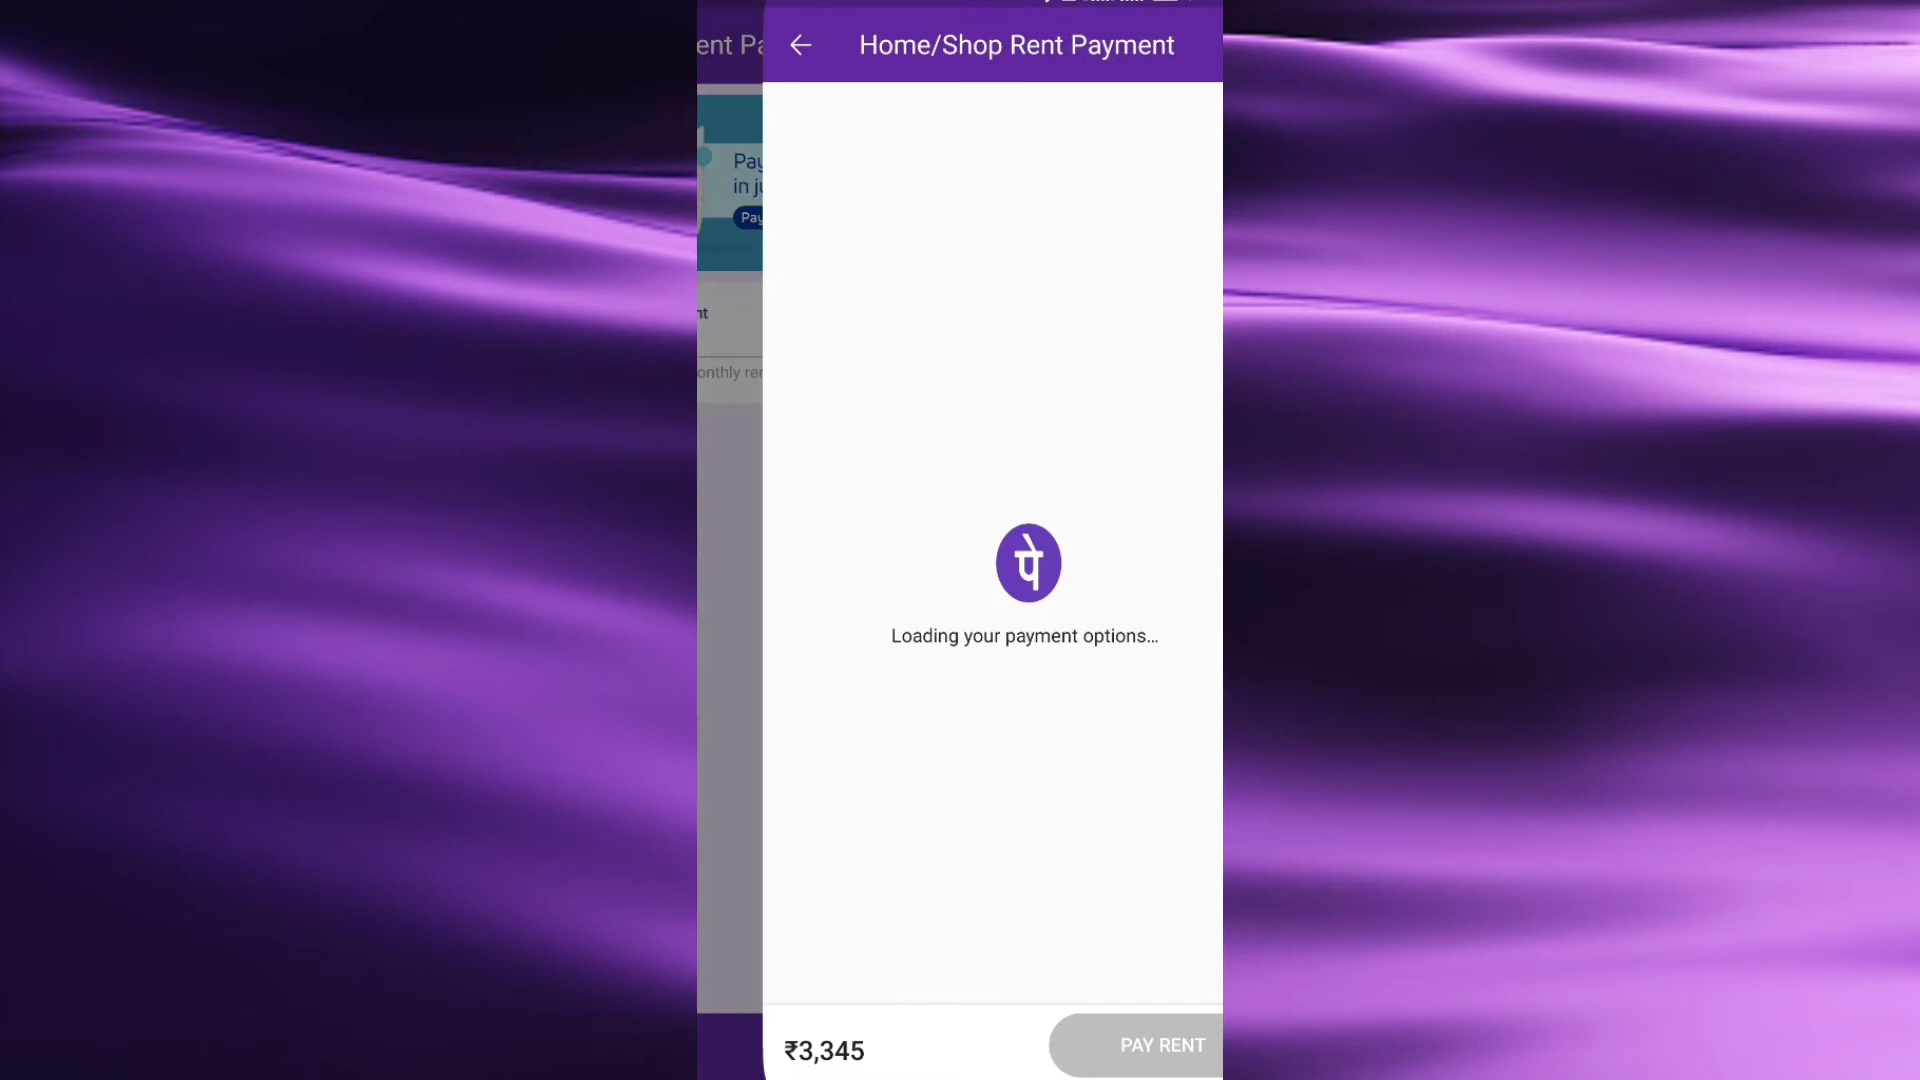 ent Pa
Home/Shop Rent Payment
Pay
in ju
Pay
nt
onthly ren
पे
Loading your payment options...
₹3,345
PAY RENT